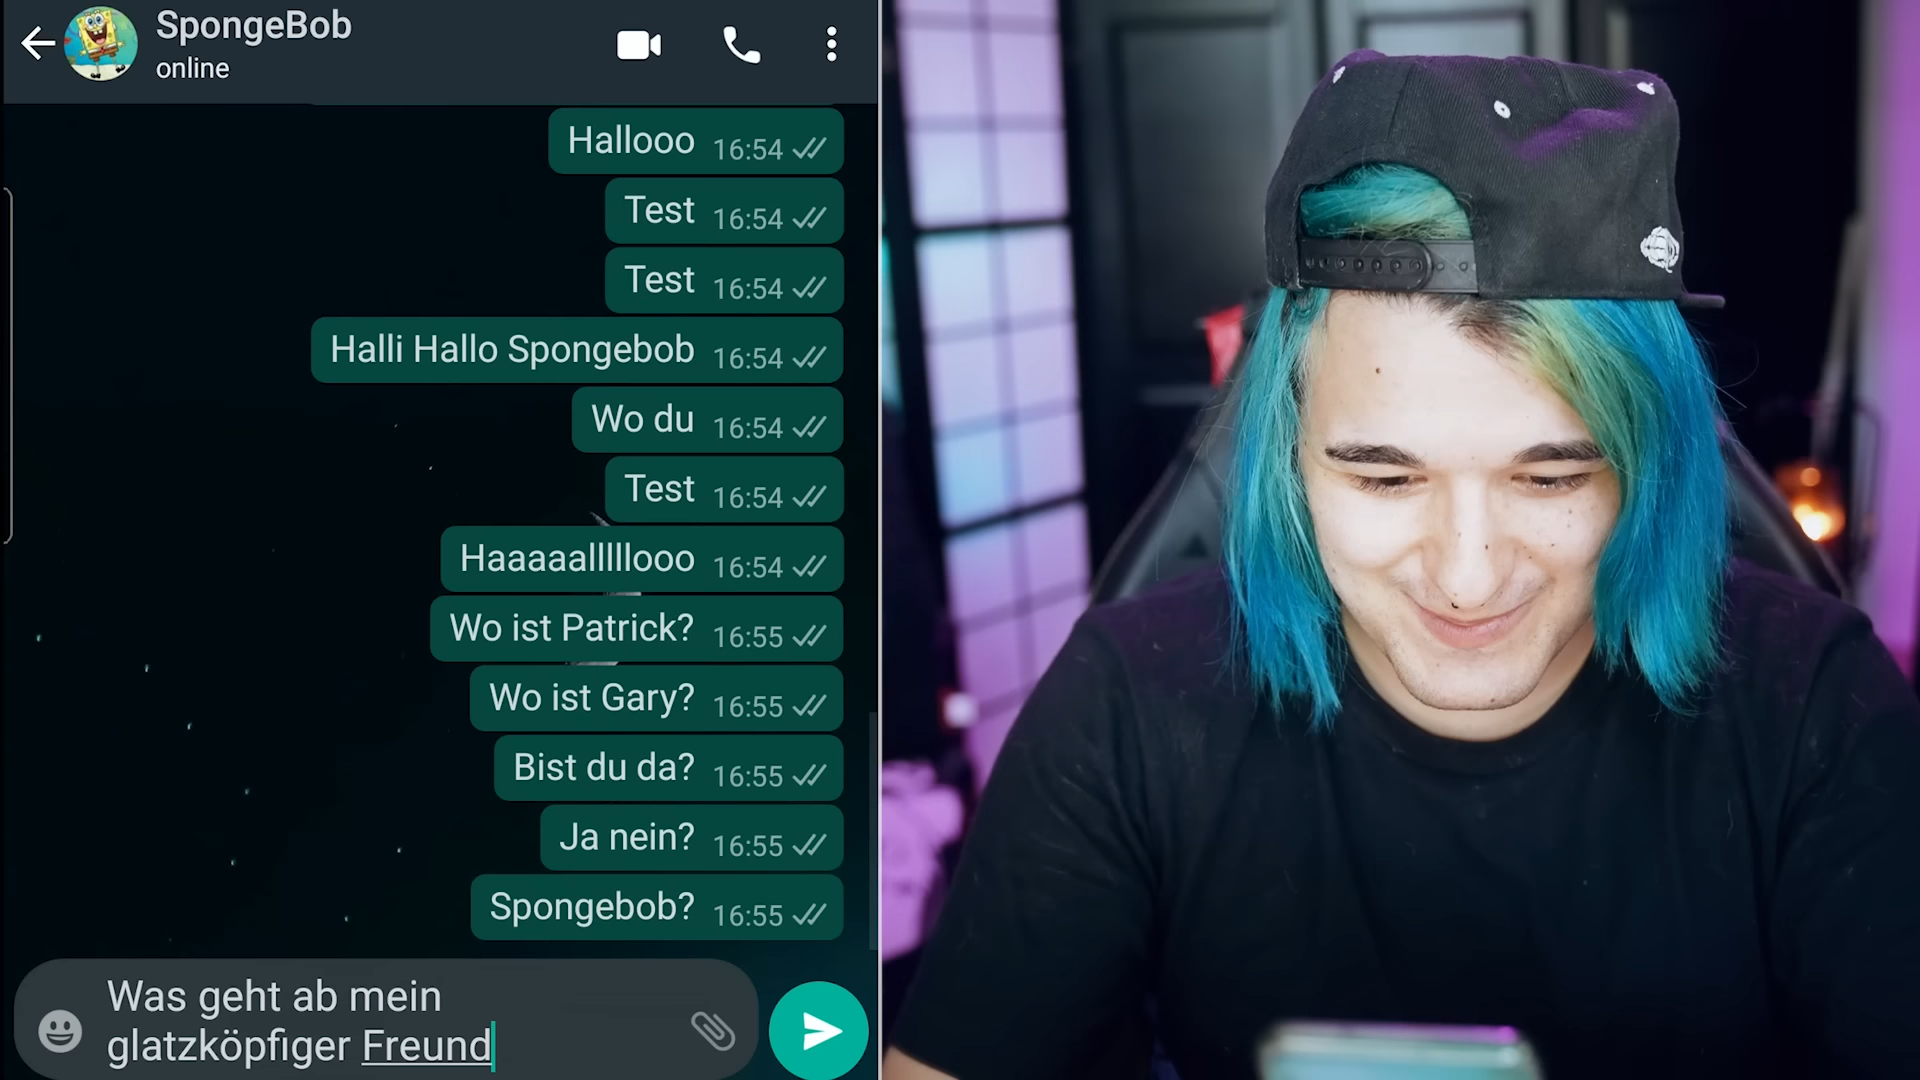 SpongeBob
online
Hallooo 16:54
Test 16:54
Test 16:54
Halli Hallo Spongebob 16:54
Wo du 16:54
Test 16:54
Haaaaalllllooo 16:54
Wo ist Patrick? 16:55
Wo ist Gary? 16:55
Bist du da? 16:55
Ja nein? 16:55
Spongebob? 16:55
Was geht ab mein
glatzköpfiger Freund